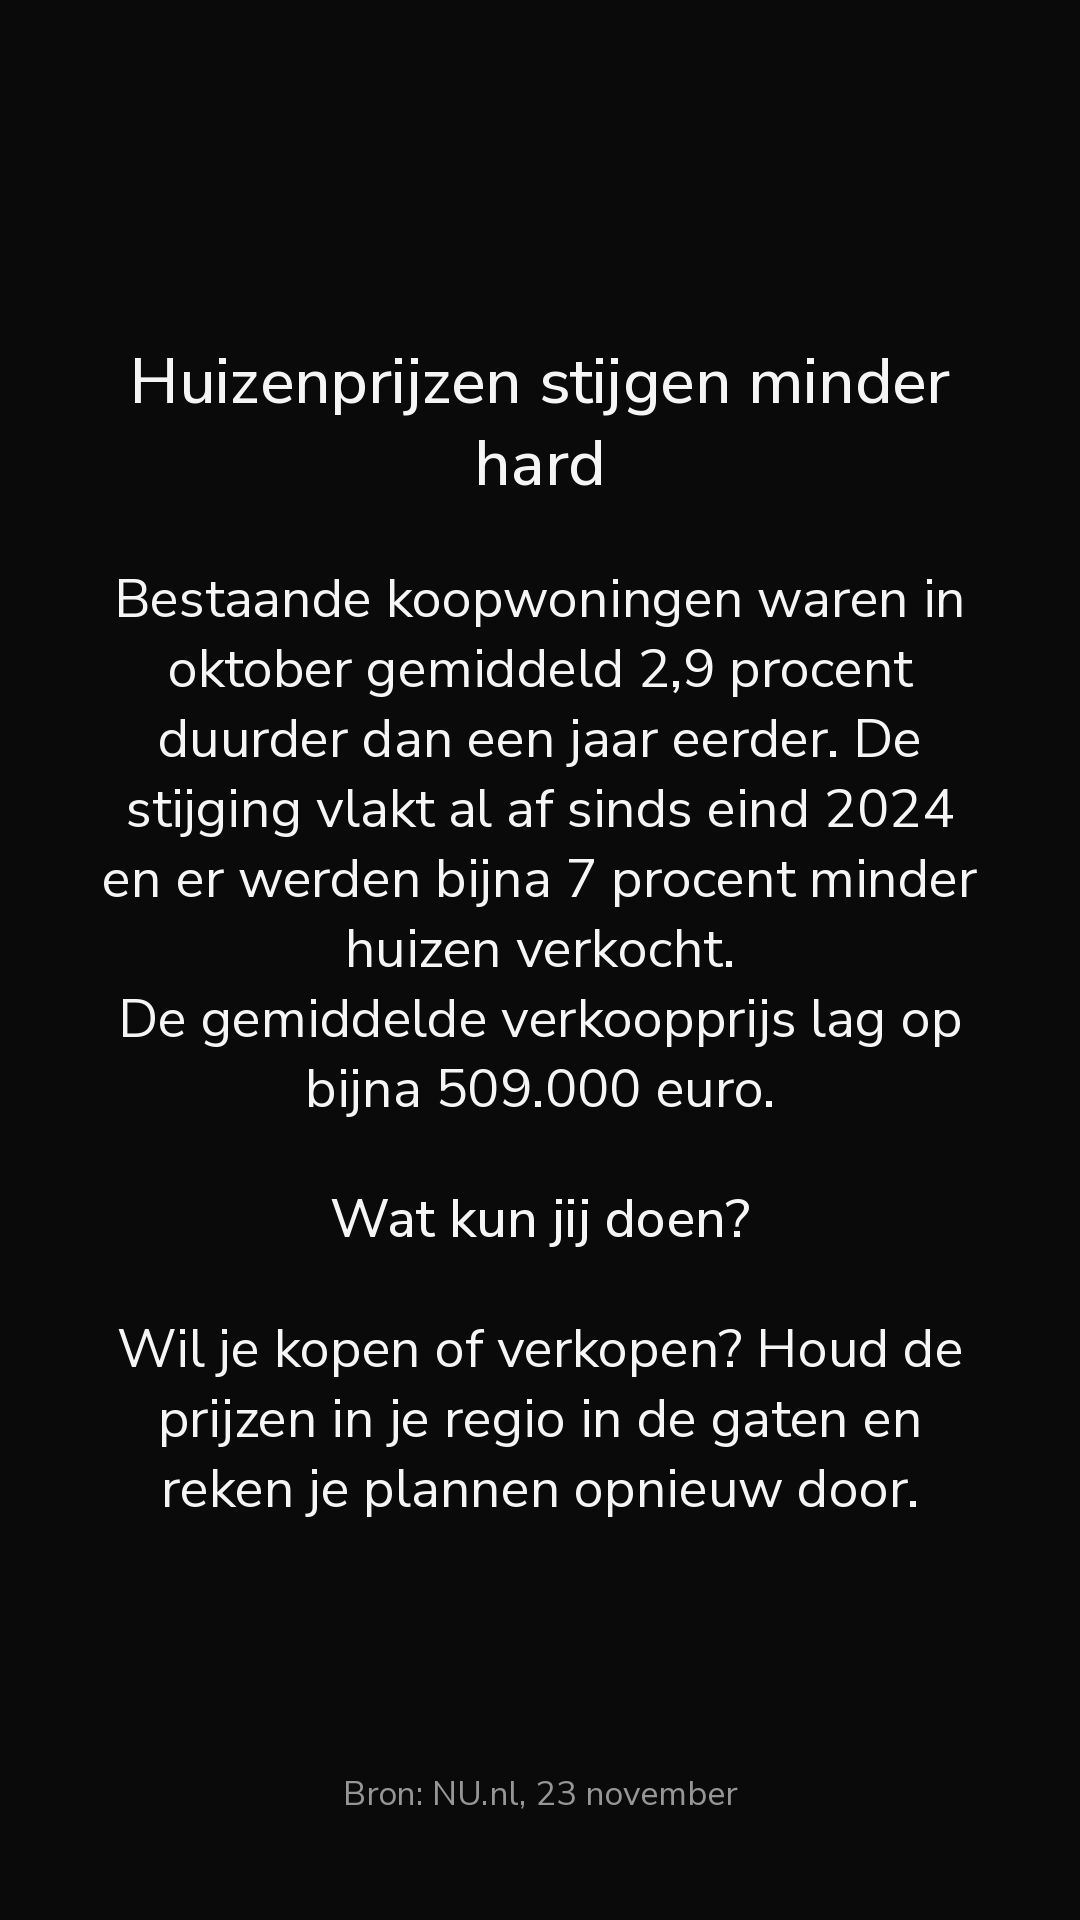 Huizenprijzen stijgen minder
hard
Bestaande koopwoningen waren in
oktober gemiddeld 2,9 procent
duurder dan een jaar eerder. De
stijging vlakt al af sinds eind 2024
en er werden bijna 7 procent minder
huizen verkocht.
De gemiddelde verkoopprijs lag op
bijna 509.000 euro.
Wat kun jij doen?
Wil je kopen of verkopen? Houd de
prijzen in je regio in de gaten en
reken je plannen opnieuw door.
Bron: NU.nl, 23 november